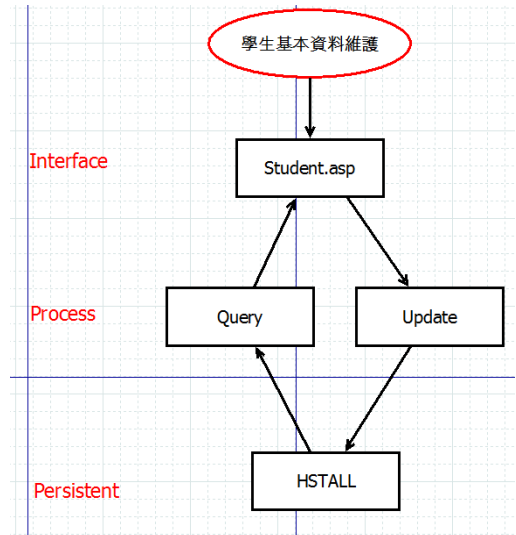 學生基本資料維護
Interface
Student.asp
Process
Query
Update
HSTALL
Persistent